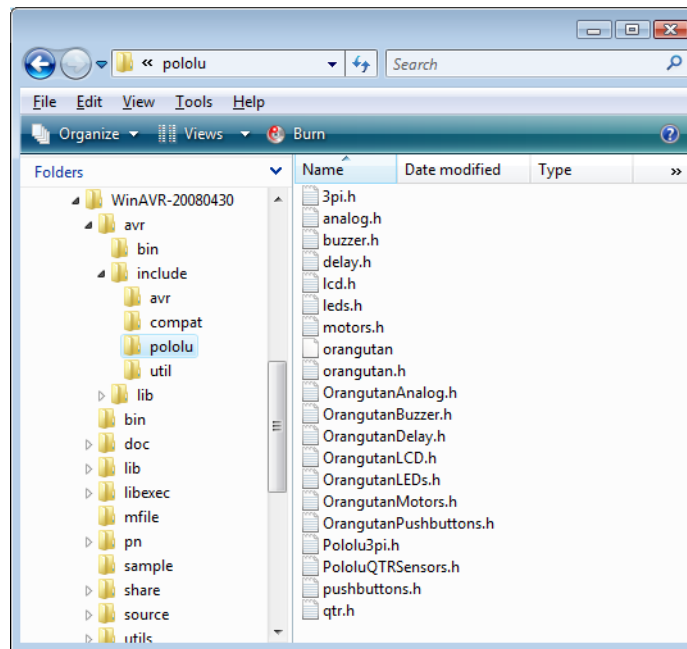 « pololu
Search
File Edit View Tools Help
Organize Views Burn
Folders
WinAVR-20080430
avr
bin
include
avr
compat
pololu
util
lib
bin
doc
lib
libexec
mfile
pn
sample
share
source
utils
Name Date modified Type »
3pi.h
analog.h
buzzer.h
delay.h
lcd.h
leds.h
motors.h
orangutan
orangutan.h
OrangutanAnalog.h
OrangutanBuzzer.h
OrangutanDelay.h
OrangutanLCD.h
OrangutanLEDs.h
OrangutanMotors.h
OrangutanPushbuttons.h
Pololu3pi.h
PololuQTRSensors.h
pushbuttons.h
qtr.h